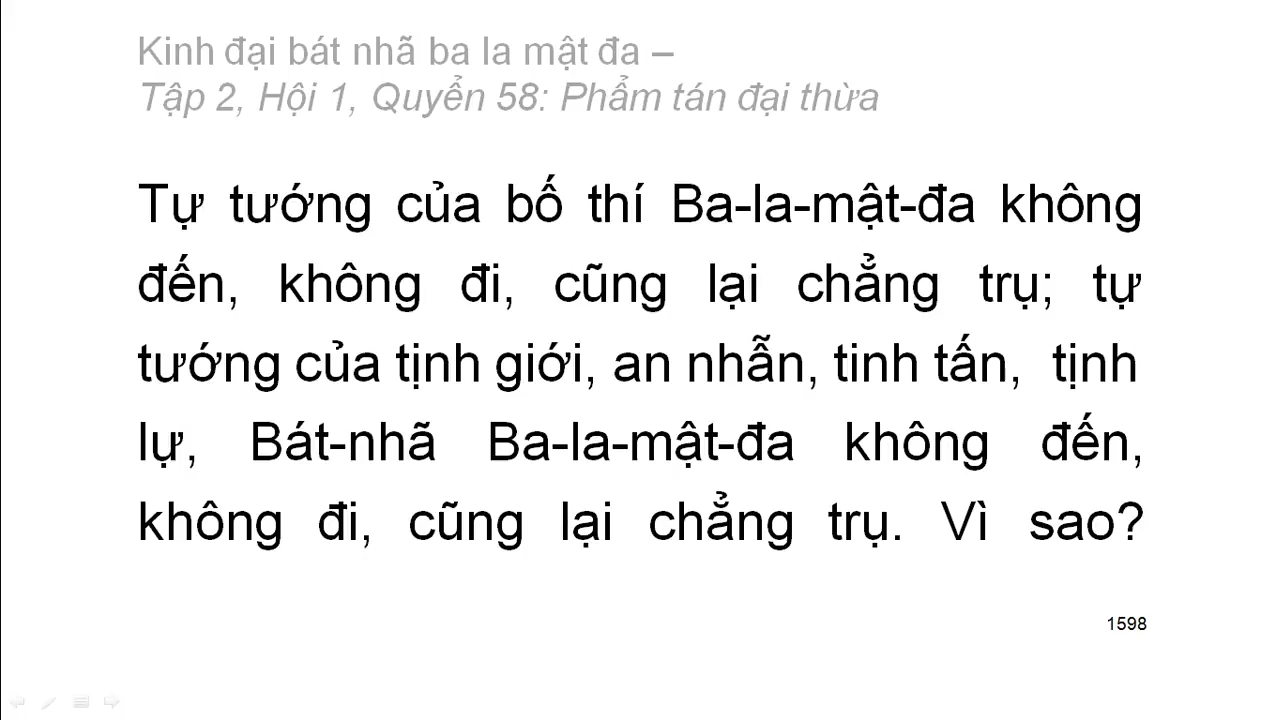 Kinh đại bát nhã ba la mật đa –
Tập 2, Hội 1, Quyển 58: Phẩm tán đại thừa
Tự tướng của bố thí Ba-la-mật-đa không
đến, không đi, cũng lại chẳng trụ; tự
tướng của tịnh giới, an nhẫn, tinh tấn, tịnh
lự, Bát-nhã Ba-la-mật-đa không đến,
không đi, cũng lại chẳng trụ. Vì sao?
1598